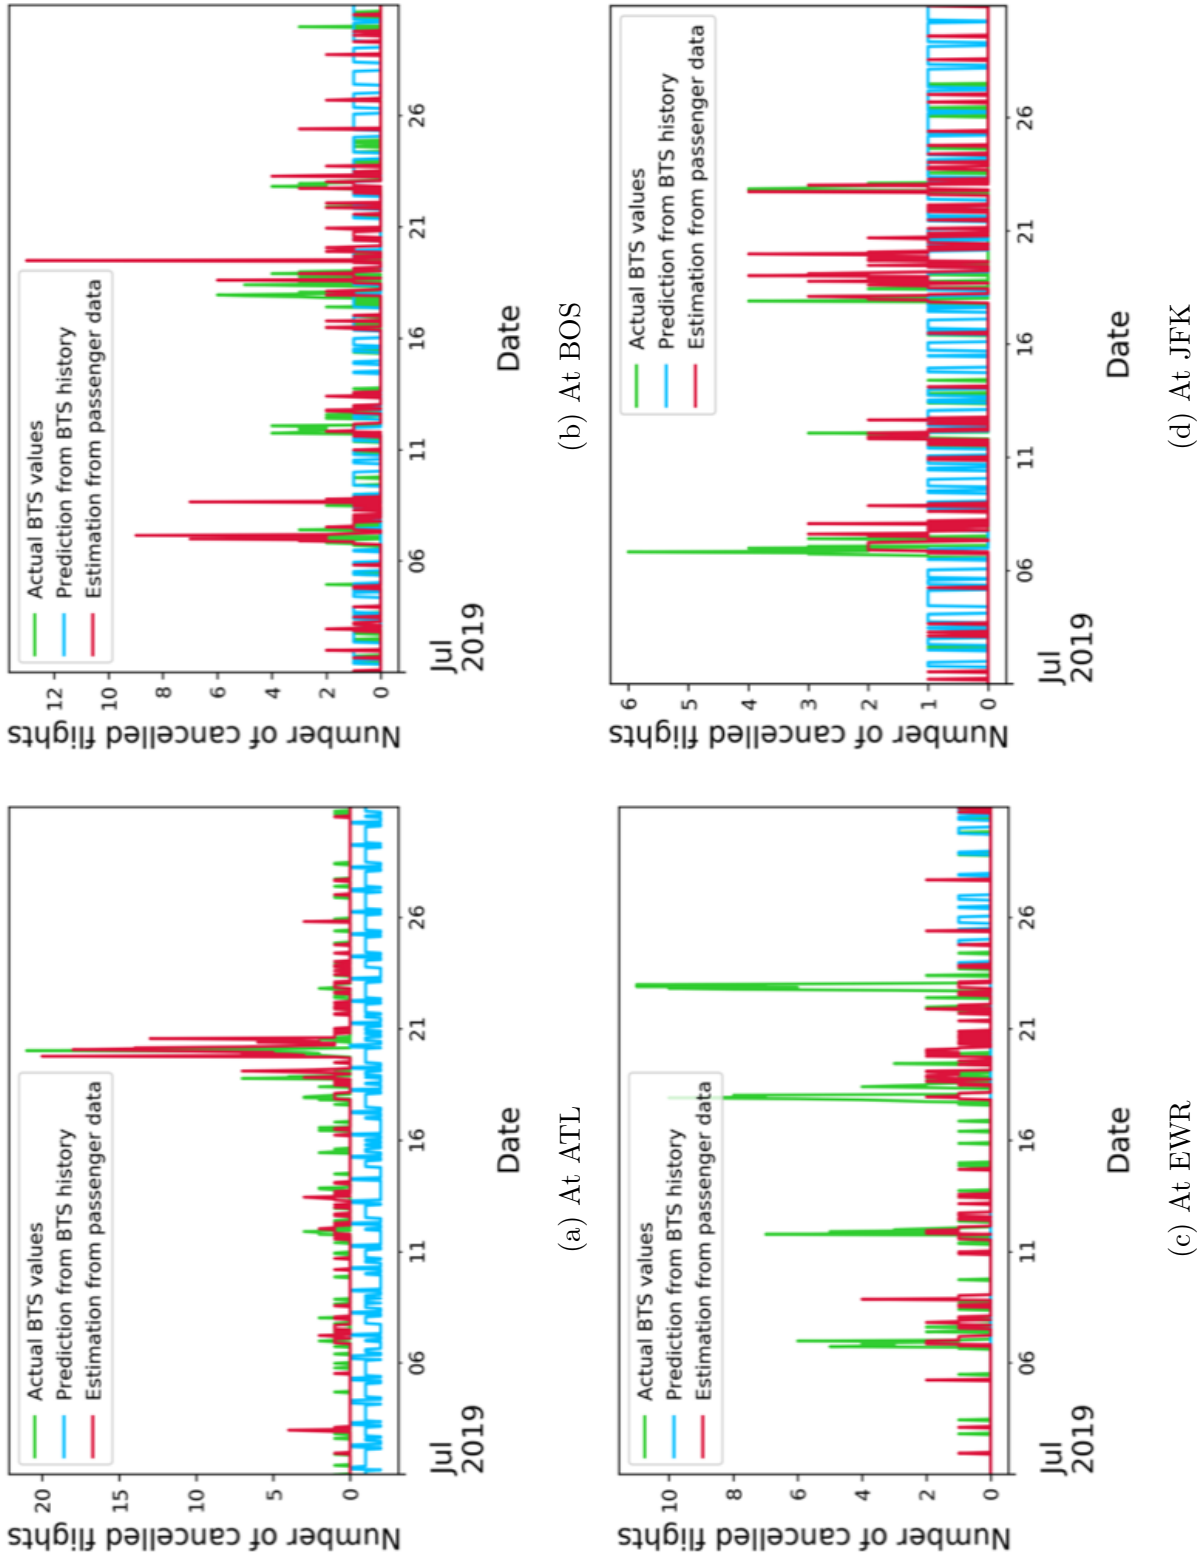 Number of cancelled flights
20
15
10
5
0
Actual BTS values
Prediction from BTS history
Estimation from passenger data
Jul
2019
06
11
16
21
26
Date
(a) At ATL
Number of cancelled flights
12
10
8
6
4
2
0
Actual BTS values
Prediction from BTS history
Estimation from passenger data
Jul
2019
06
11
16
21
26
Date
(b) At BOS
Number of cancelled flights
10
8
6
4
2
0
Actual BTS values
Prediction from BTS history
Estimation from passenger data
Jul
2019
06
11
16
21
26
Date
(c) At EWR
Number of cancelled flights
6
5
4
3
2
1
0
Actual BTS values
Prediction from BTS history
Estimation from passenger data
Jul
2019
06
11
16
21
26
Date
(d) At JFK